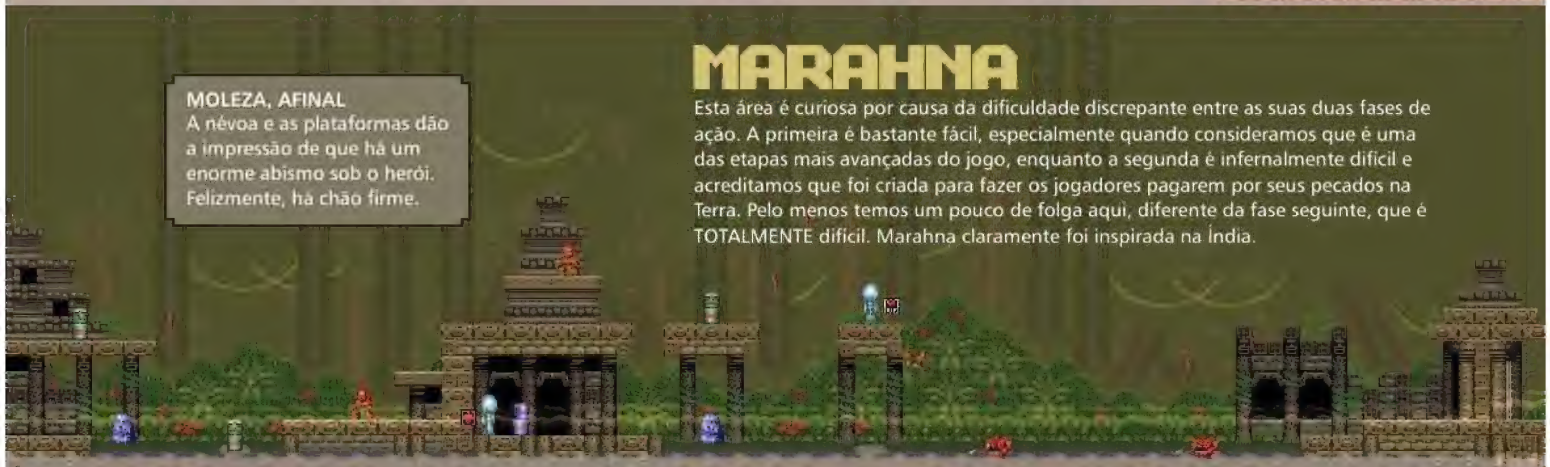 MOLEZA, AFINAL
A névoa e as plataformas dão
a impressão de que há um
enorme abismo sob o herói.
Felizmente, há chão firme.
MARAHNA
Esta área é curiosa por causa da dificuldade discrepante entre as suas duas fases de
ação. A primeira é bastante fácil, especialmente quando consideramos que é uma
das etapas mais avançadas do jogo, enquanto a segunda é infernalmente difícil e
acreditamos que foi criada para fazer os jogadores pagarem por seus pecados na
Terra. Pelo menos temos um pouco de folga aqui, diferente da fase seguinte, que é
TOTALMENTE difícil. Marahna claramente foi inspirada na Índia.